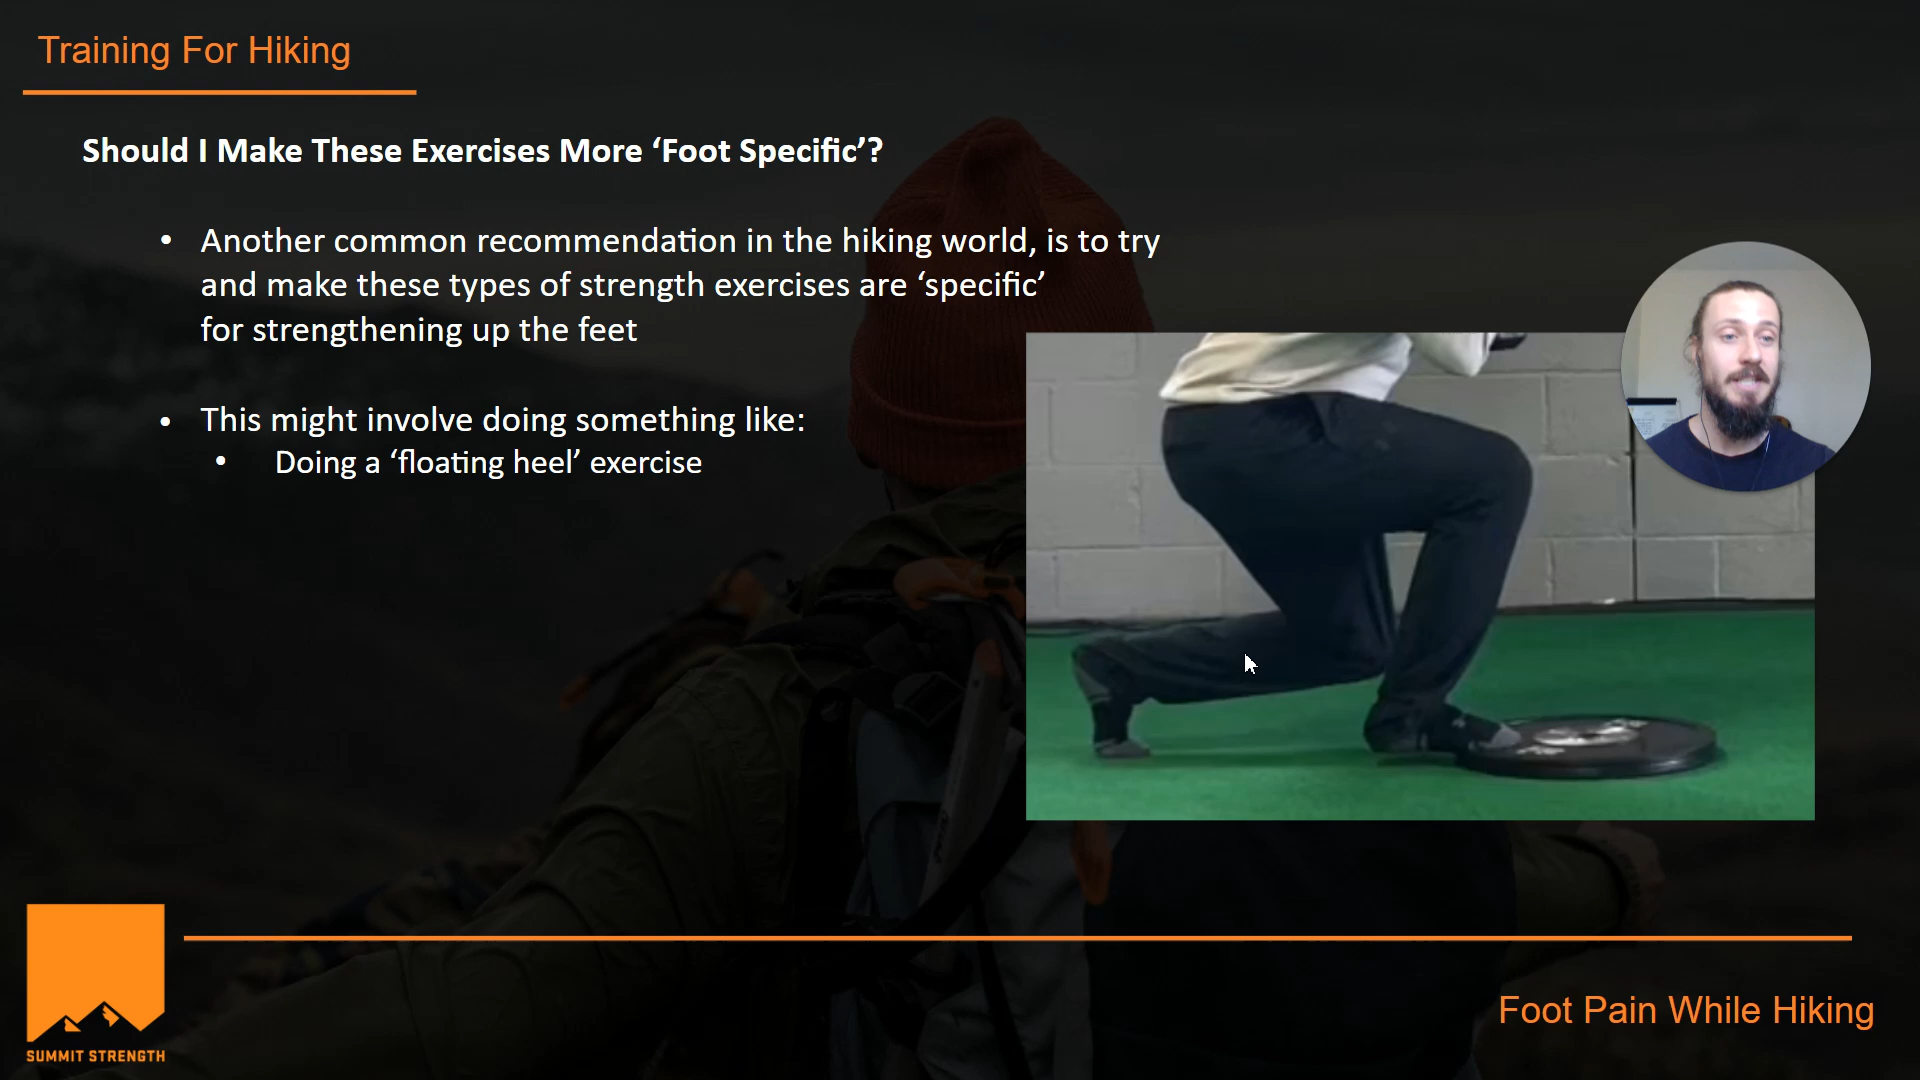 Training For Hiking
Should I Make These Exercises More ‘Foot Specific’?
• Another common recommendation in the hiking world, is to try
and make these types of strength exercises are ‘specific’
for strengthening up the feet
• This might involve doing something like:
• Doing a ‘floating heel’ exercise
SUMMIT STRENGTH
Foot Pain While Hiking